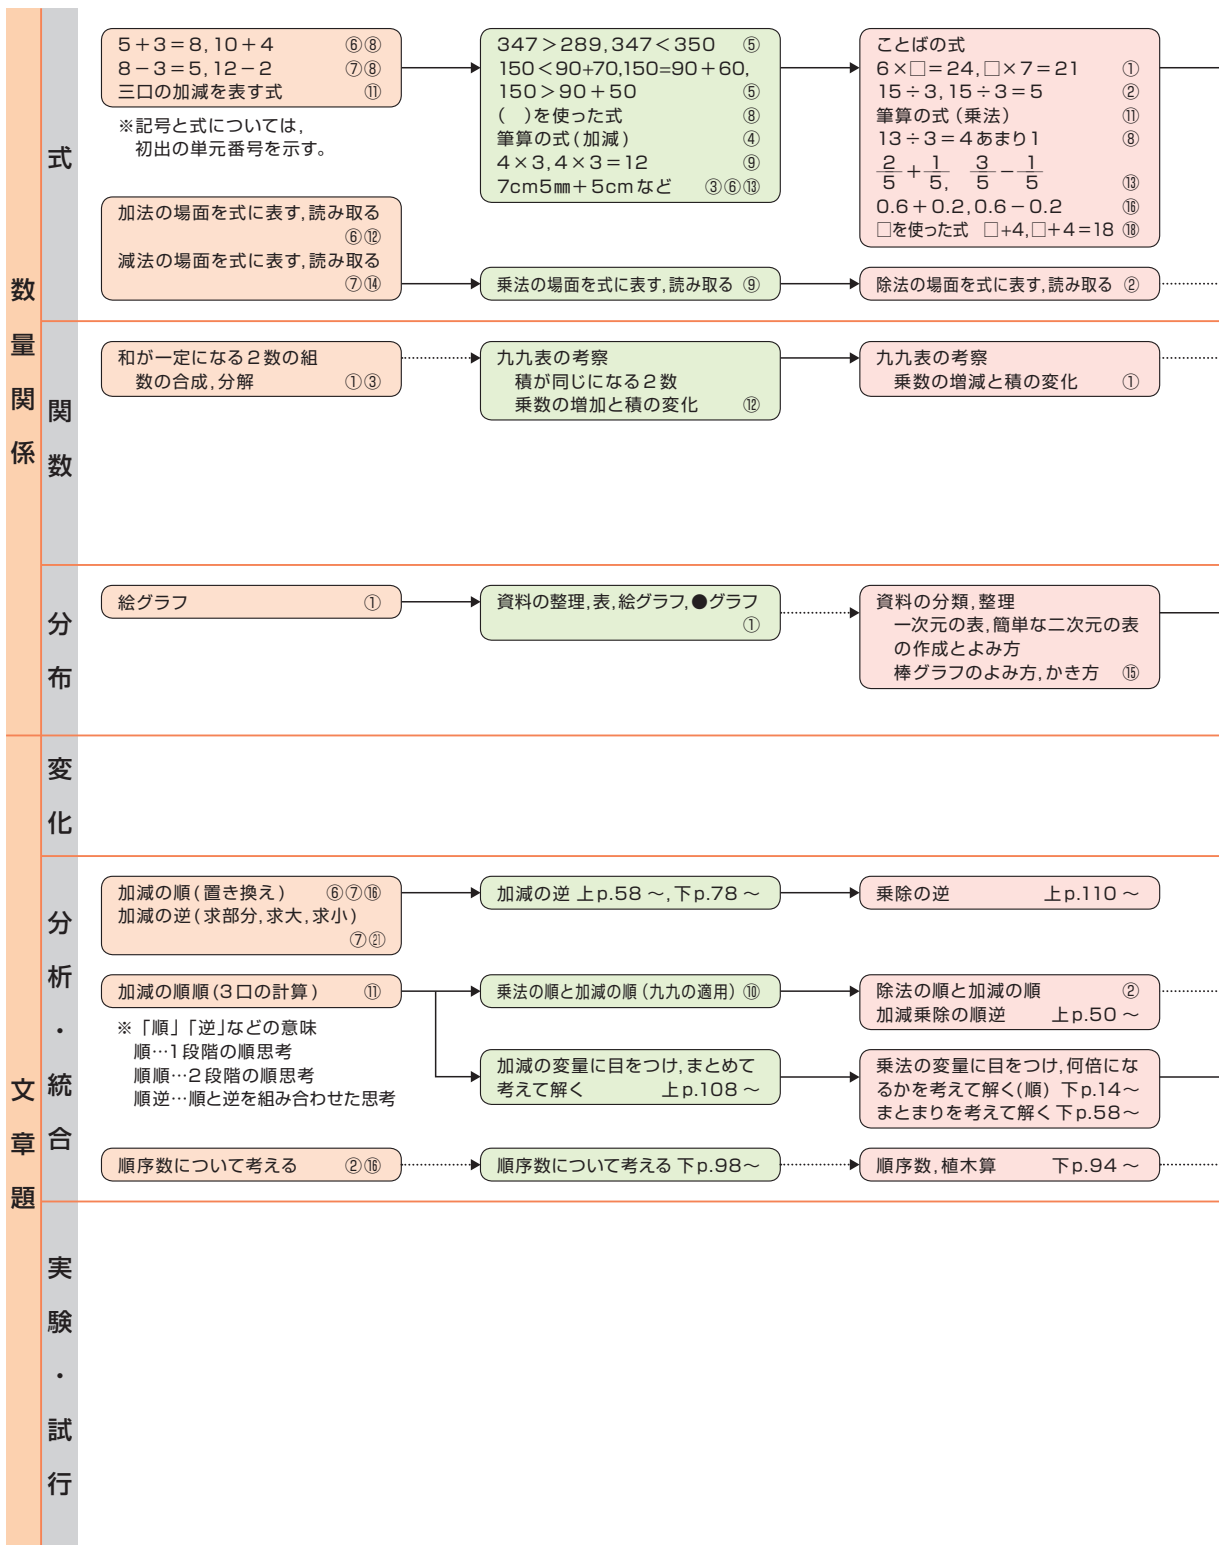 数量関係
式
5+3=8,10+4 ⑥⑧
8-3=5,12-2 ⑦⑧
三口の加減を表す式 ⑪
※記号と式については,
初出の単元番号を示す。
347>289,347<350 ⑤
150<90+70,150=90+60,
150>90+50 ⑤
( )を使った式 ⑧
筆算の式(加減) ④
4×3,4×3=12 ⑨
7cm5㎜+5cmなど ③⑥⑬
ことばの式
6×□=24,□×7=21 ①
15÷3,15÷3=5 ②
筆算の式(乗法) ⑪
13÷3=4あまり1 ⑧
2/5+1/5, 3/5-1/5 ⑬
0.6+0.2,0.6-0.2 ⑯
□を使った式 □+4,□+4=18 ⑱
加法の場面を式に表す,読み取る
⑥⑫
減法の場面を式に表す,読み取る
⑦⑭
乗法の場面を式に表す,読み取る ⑨
除法の場面を式に表す,読み取る ②
関数
和が一定になる2数の組
数の合成,分解 ①③
九九表の考察
積が同じになる2数
乗数の増加と積の変化 ⑫
九九表の考察
乗数の増減と積の変化 ①
分布
絵グラフ ①
資料の整理,表,絵グラフ,●グラフ
①
資料の分類,整理
一次元の表,簡単な二次元の表
の作成とよみ方
棒グラフのよみ方,かき方 ⑮
文章題
変化
分析・統合
加減の順(置き換え) ⑥⑦⑯
加減の逆(求部分,求大,求小)
⑦㉑
加減の逆 上p.58～,下p.78～
乗除の逆 上p.110～
加減の順順(3口の計算) ⑪
※「順」「逆」などの意味
順…1段階の順思考
順順…2段階の順思考
順逆…順と逆を組み合わせた思考
乗法の順と加減の順(九九の適用) ⑩
除法の順と加減の順 ②
加減乗除の順逆 上p.50～
加減の変量に目をつけ,まとめて
考えて解く 上p.108～
乗法の変量に目をつけ,何倍にな
るかを考えて解く(順) 下p.14～
まとまりを考えて解く下p.58～
順序数について考える ②⑯
順序数について考える 下p.98～
順序数,植木算 下p.94～
実験・試行